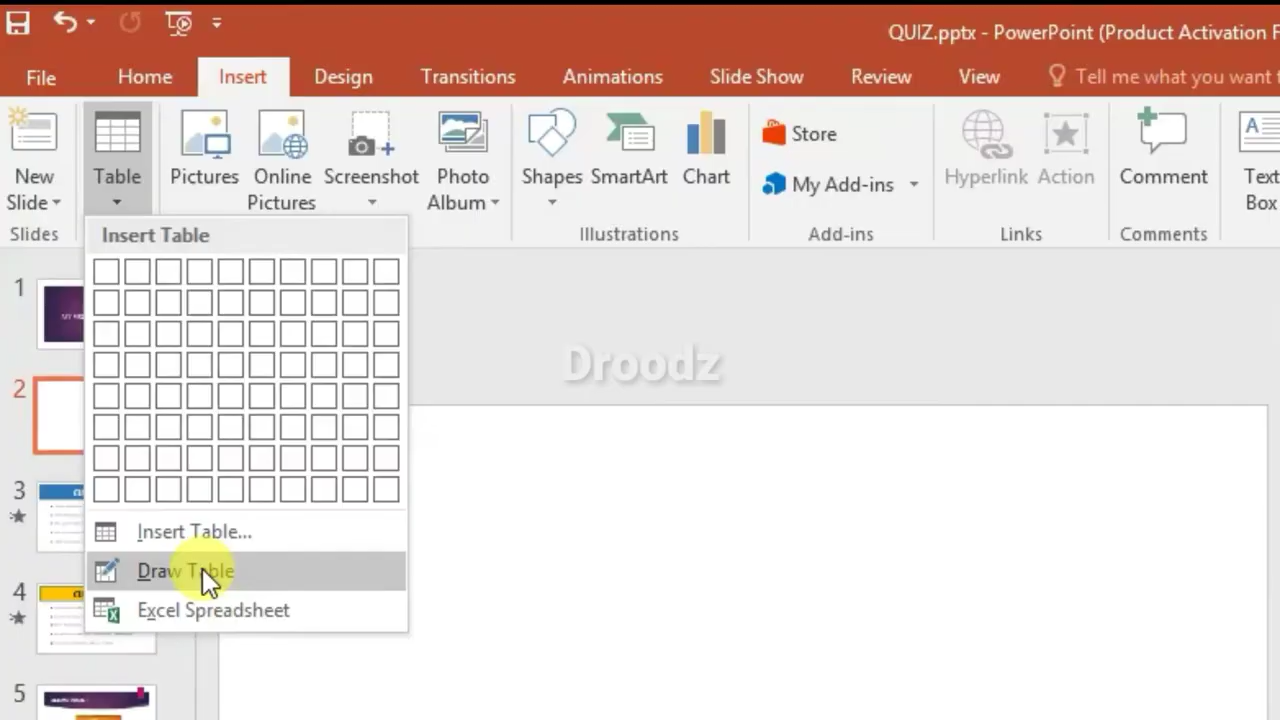 QUIZ.pptx - PowerPoint (Product Activation F
File Home Insert Design Transitions Animations Slide Show Review View Tell me what you want t
New Slide
Table
Pictures
Online Pictures
Screenshot
Photo Album
Shapes
SmartArt
Chart
Store
My Add-ins
Hyperlink
Action
Comment
Text Box
Slides
Illustrations
Add-ins
Links
Comments
Insert Table
Insert Table...
Draw Table
Excel Spreadsheet
1
2
3
4
5
Droodz